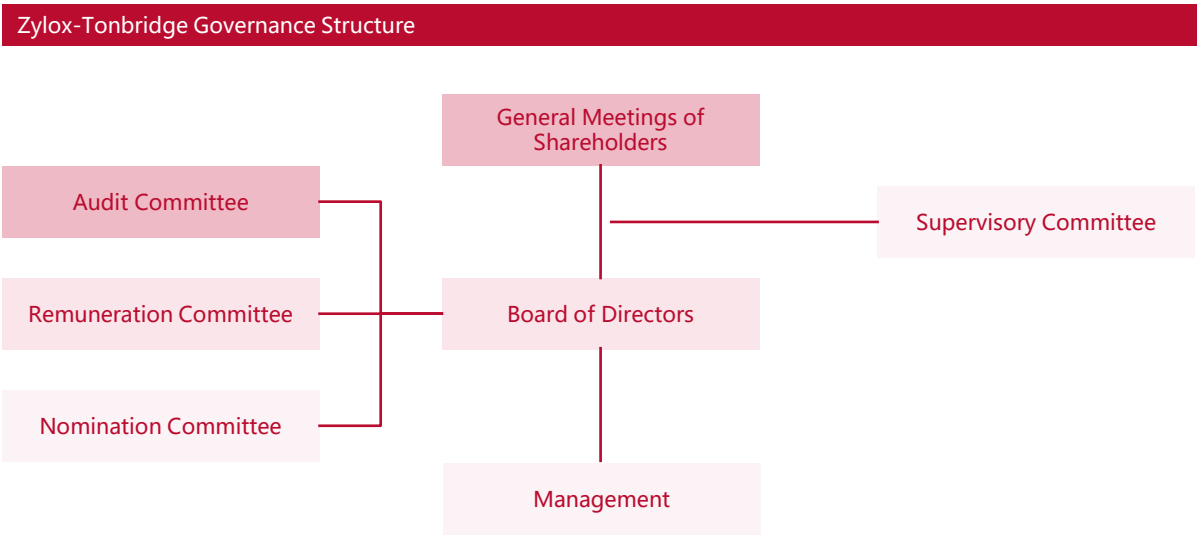 Zylox-Tonbridge Governance Structure
General Meetings of
Shareholders
Audit Committee
Supervisory Committee
Remuneration Committee
Board of Directors
Nomination Committee
Management